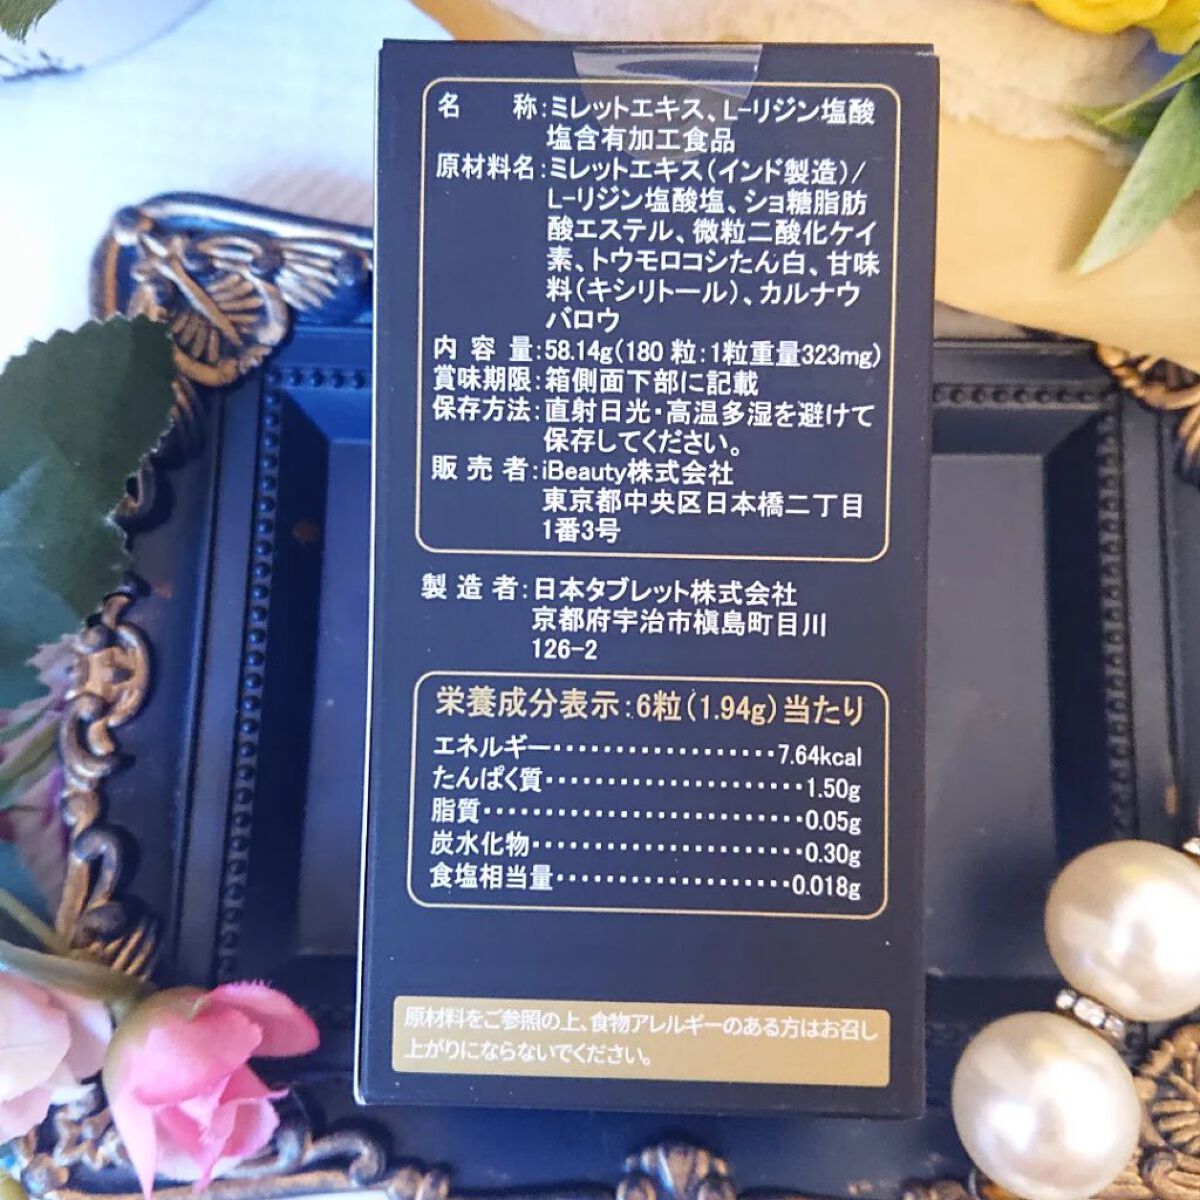 名　　称：ミレットエキス、L-リジン塩酸
塩含有加工食品
原材料名：ミレットエキス（インド製造）/
L-リジン塩酸塩、ショ糖脂肪
酸エステル、微粒二酸化ケイ
素、トウモロコシたん白、甘味
料（キシリトール）、カルナウ
バロウ
内 容 量：58.14g（180 粒：1粒重量323mg）
賞味期限：箱側面下部に記載
保存方法：直射日光・高温多湿を避けて
保存してください。
販 売 者：iBeauty株式会社
東京都中央区日本橋二丁目
1番3号
製 造 者：日本タブレット株式会社
京都府宇治市槇島町目川
126-2
栄養成分表示：6粒（1.94g）当たり
エネルギー・・・・・・・・・・・・・・・・・・7.64kcal
たんぱく質・・・・・・・・・・・・・・・・・・・・・1.50g
脂質・・・・・・・・・・・・・・・・・・・・・・・・・・0.05g
炭水化物・・・・・・・・・・・・・・・・・・・・・・0.30g
食塩相当量・・・・・・・・・・・・・・・・・・・0.018g
原材料をご参照の上、食物アレルギーのある方はお召し
上がりにならないでください。